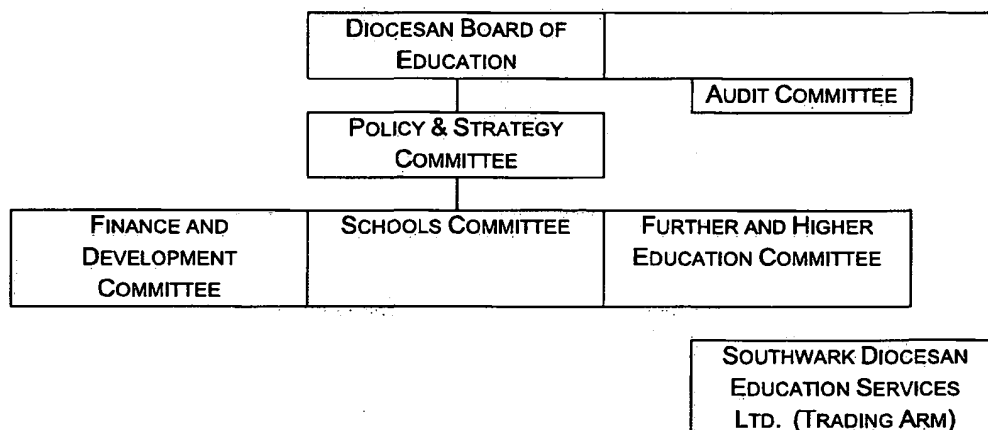 DIOCESAN BOARD OF
EDUCATION
AUDIT COMMITTEE
POLICY & STRATEGY
COMMITTEE
FINANCE AND
DEVELOPMENT
COMMITTEE
SCHOOLS COMMITTEE
FURTHER AND HIGHER
EDUCATION COMMITTEE
SOUTHWARK DIOCESAN
EDUCATION SERVICES
LTD. (TRADING ARM)